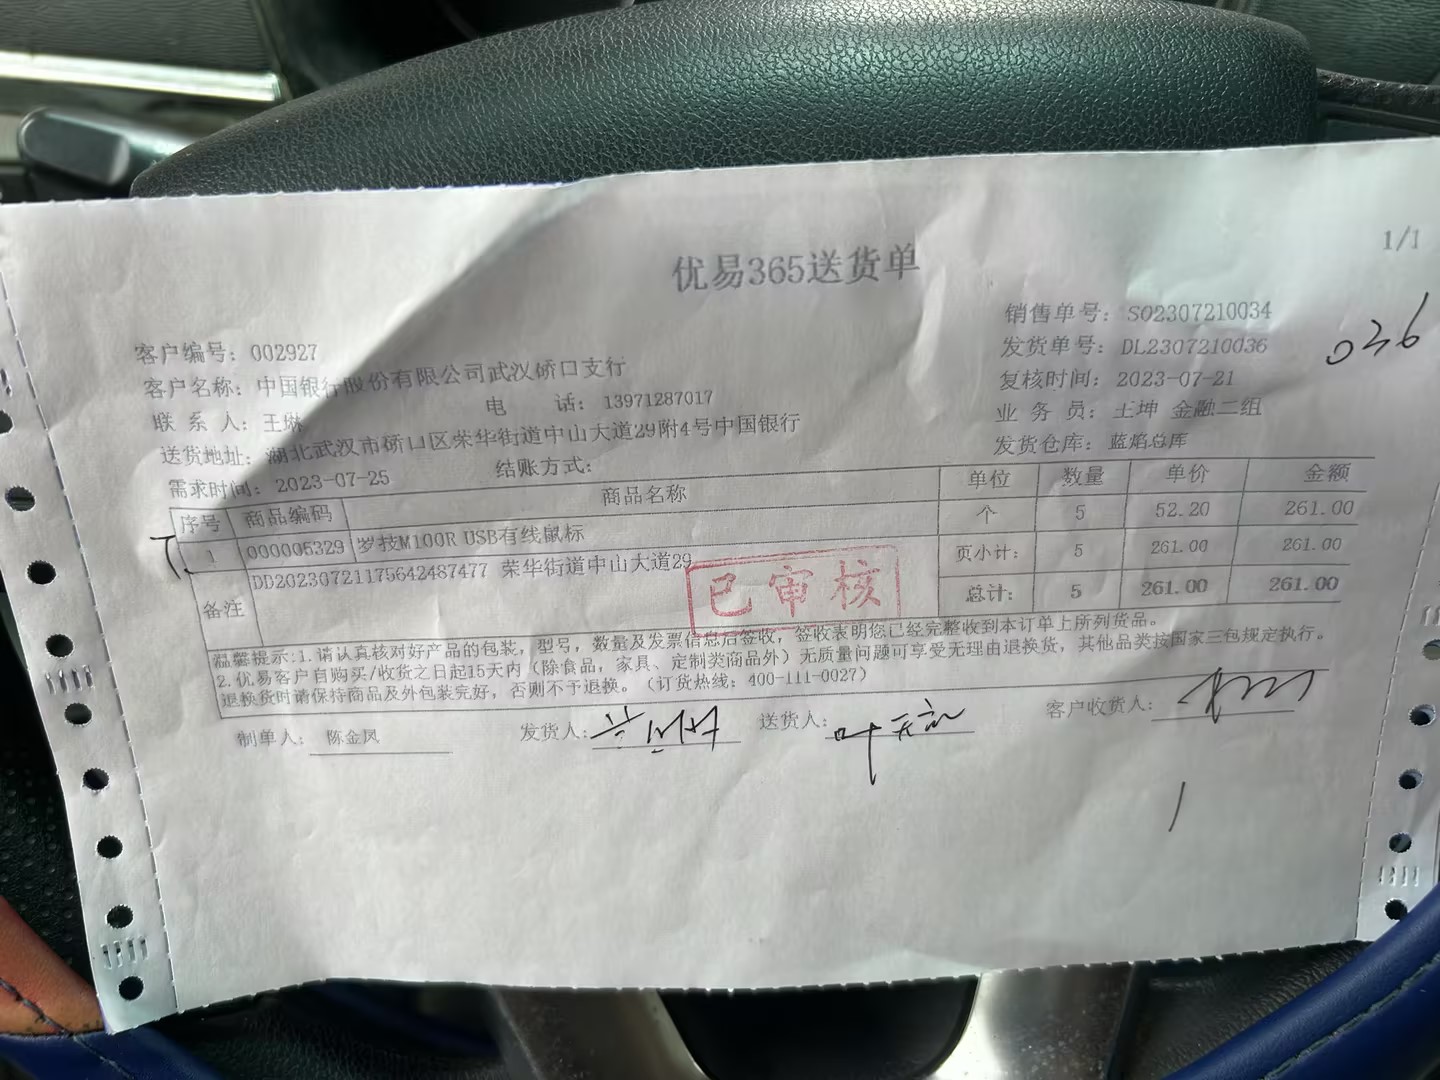 优易365送货单
1/1
客户编号: 002927
销售单号: SO2307210034
客户名称: 中国银行股份有限公司武汉硚口支行
发货单号: DL2307210036
036
联 系 人: 王琳
电 话: 13971287017
复核时间: 2023-07-21
送货地址: 湖北武汉市硚口区荣华街道中山大道29附4号中国银行
业 务 员: 王坤 金融二组
需求时间: 2023-07-25
结账方式:
发货仓库: 蓝焰总库
序号 商品编码 商品名称 单位 数量 单价 金额
1 000005329 罗技M100R USB有线鼠标 个 5 52.20 261.00
备注 DD20230721175642487477 荣华街道中山大道29
页小计: 5 261.00 261.00
总计: 5 261.00 261.00
已审核
温馨提示:1. 请认真核对好产品的包装, 型号, 数量及发票信息后签收, 签收表明您已经完整收到本订单上所列货品。
2. 优易客户自购买/收货之日起15天内 (除食品, 家具、定制类商品外) 无质量问题可享受无理由退换货, 其他品类按国家三包规定执行。
退换货时请保持商品及外包装完好, 否则不予退换。 (订货热线: 400-111-0027)
制单人: 陈金凤 发货人: 送货人: 客户收货人: